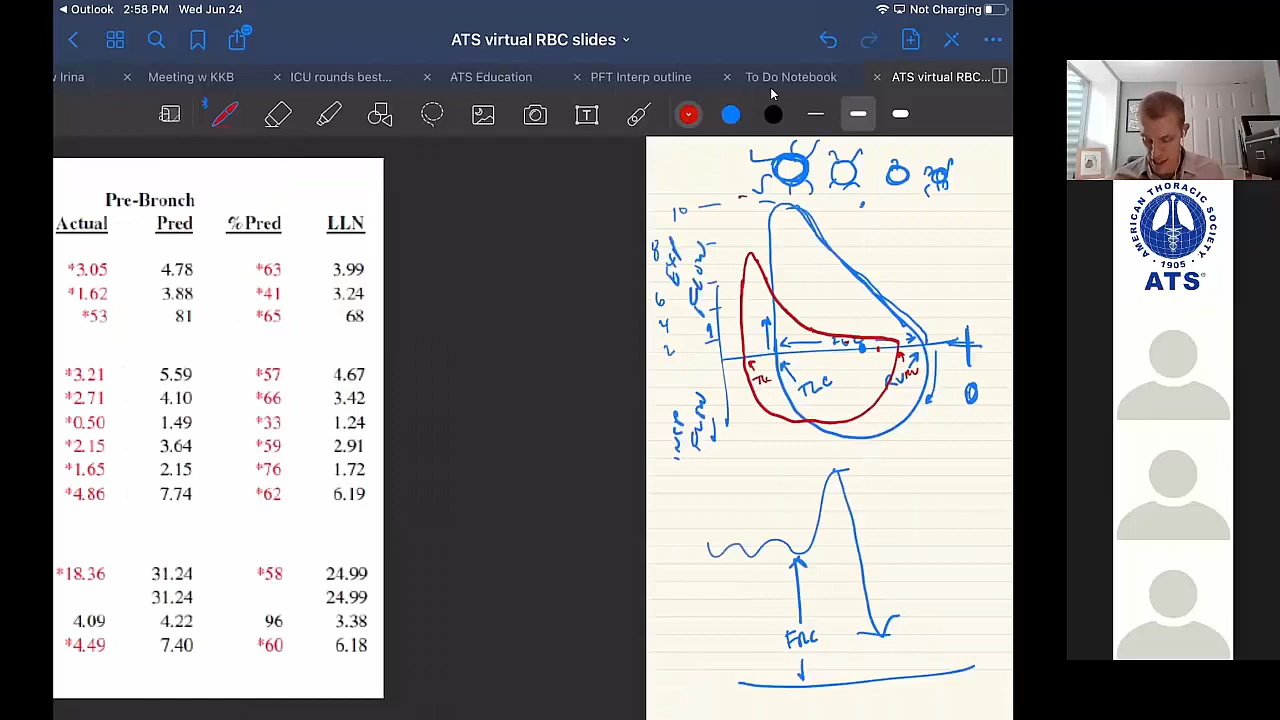 Outlook 2:58 PM Wed Jun 24
Not Charging
ATS virtual RBC slides
w Irina
Meeting w KKB
ICU rounds best...
ATS Education
PFT Interp outline
To Do Notebook
ATS virtual RBC...
Pre-Bronch
Actual Pred % Pred LLN
*3.05 4.78 *63 3.99
*1.62 3.88 *41 3.24
*53 81 *65 68
*3.21 5.59 *57 4.67
*2.71 4.10 *66 3.42
*0.50 1.49 *33 1.24
*2.15 3.64 *59 2.91
*1.65 2.15 *76 1.72
*4.86 7.74 *62 6.19
*18.36 31.24 *58 24.99
31.24 24.99
4.09 4.22 96 3.38
*4.49 7.40 *60 6.18
10
8
6
4
2
TLC
RV
0
FRC
AMERICAN THORACIC SOCIETY
1905
ATS